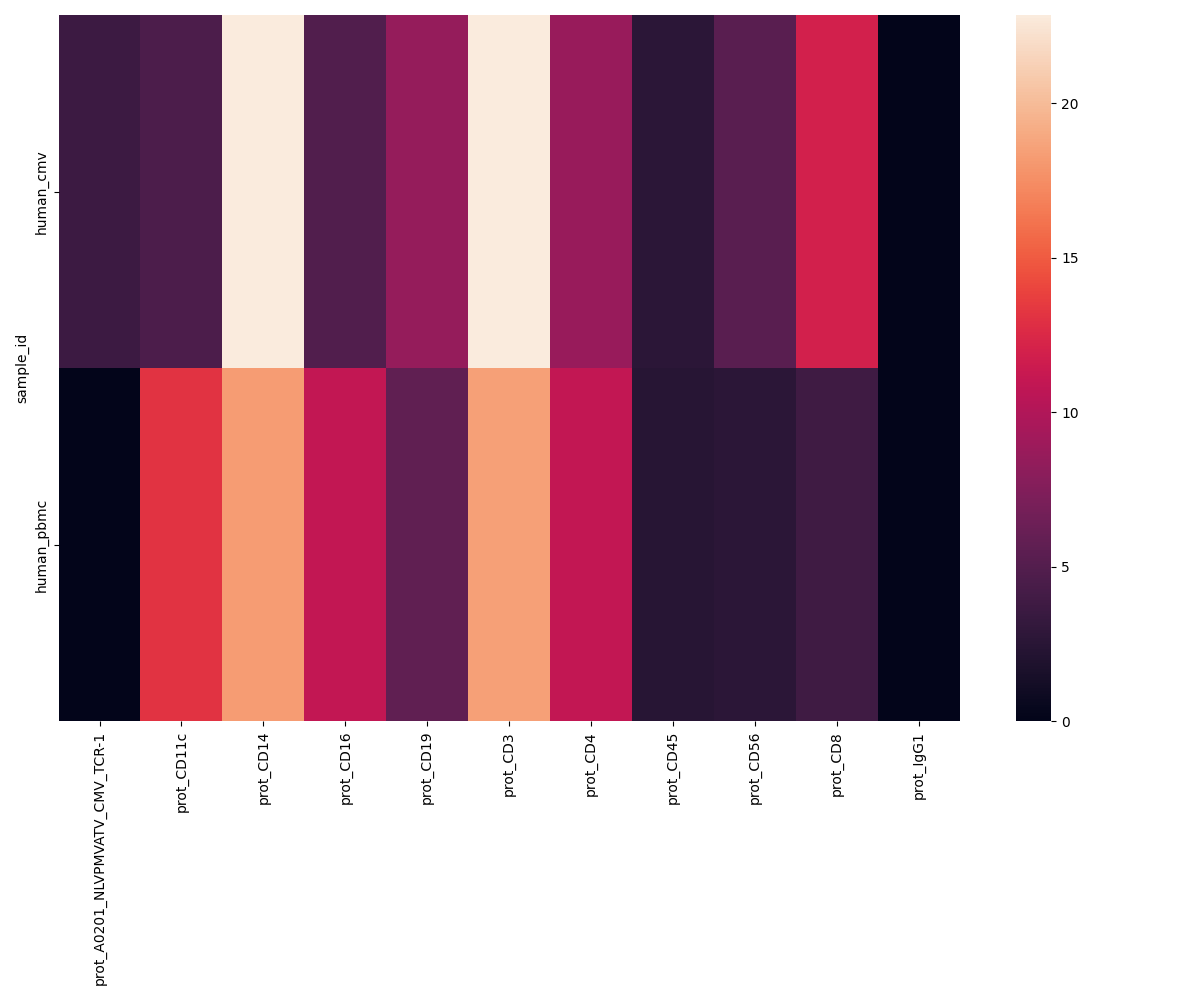 sample_id
human_cmv
human_pbmc
prot_A0201_NLVPMVATV_CMV_TCR-1
prot_CD11c
prot_CD14
prot_CD16
prot_CD19
prot_CD3
prot_CD4
prot_CD45
prot_CD56
prot_CD8
prot_IgG1
20
15
10
5
0